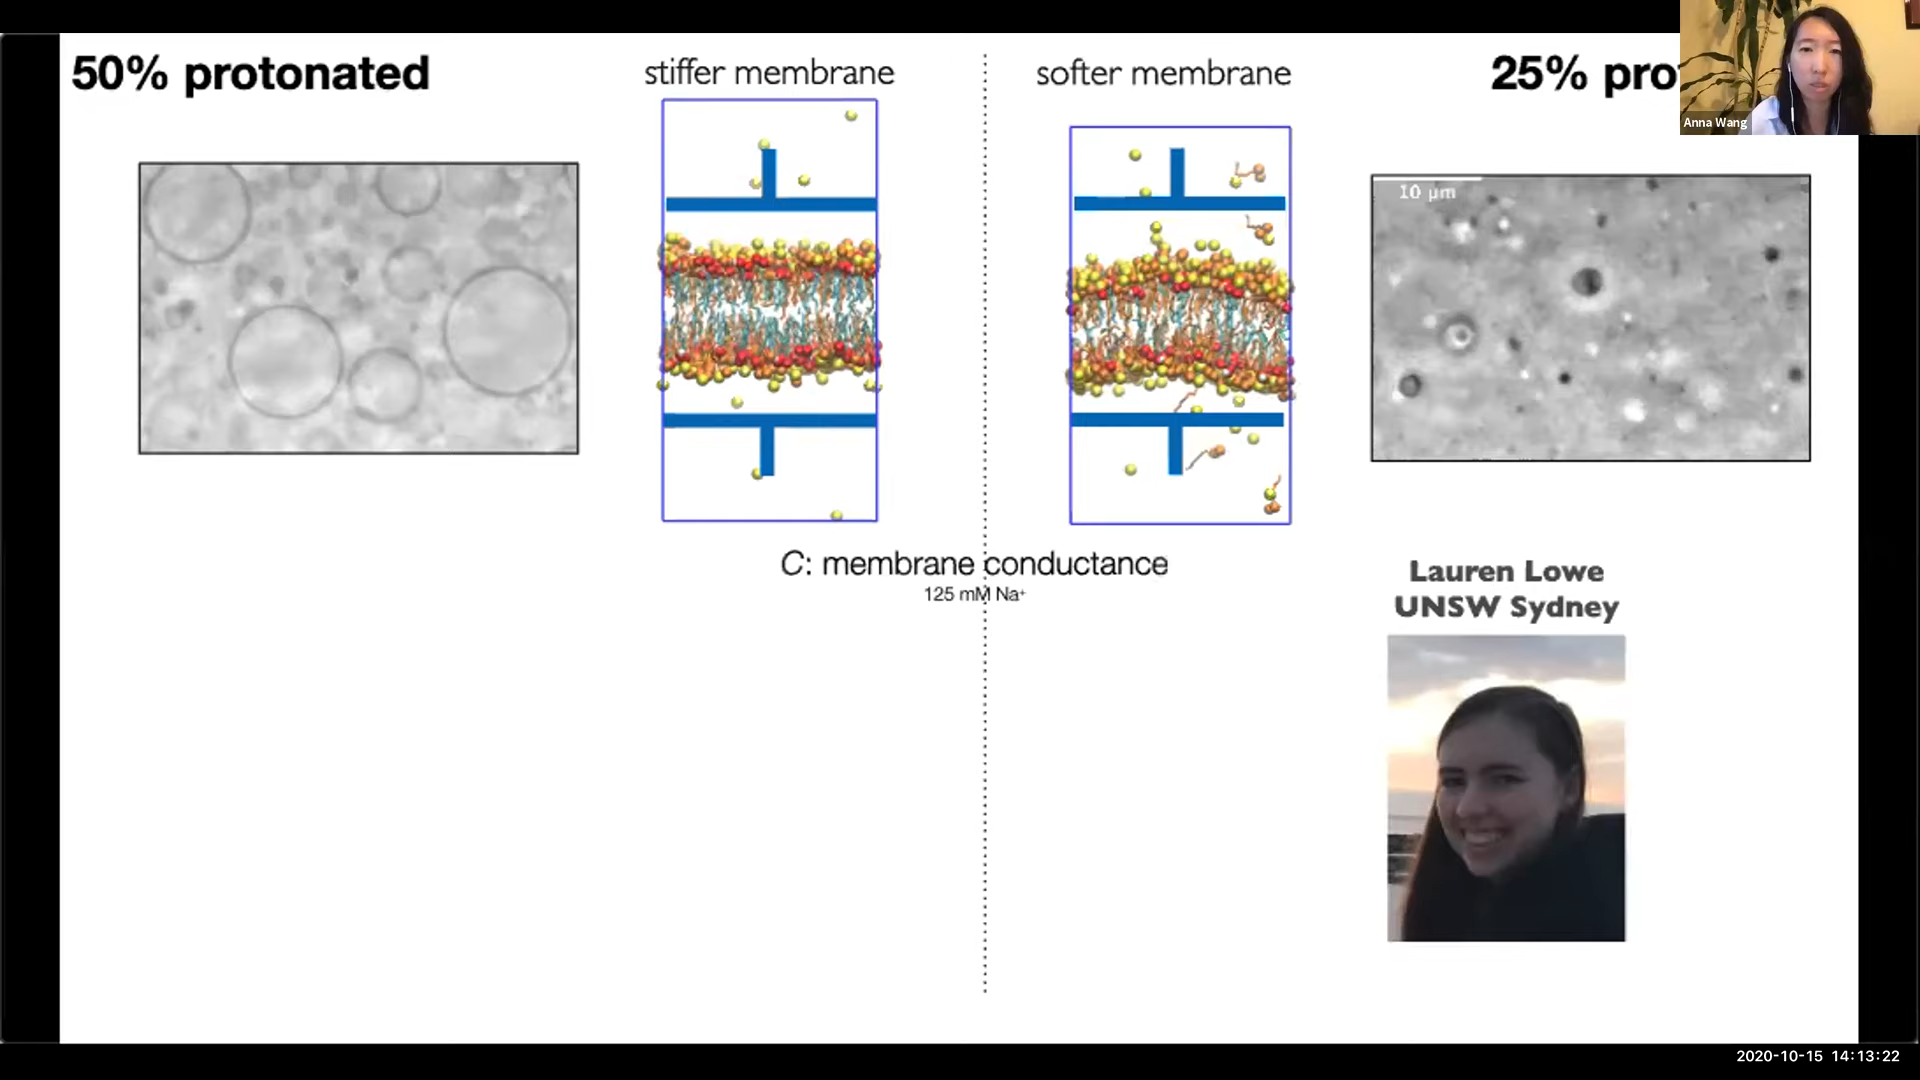 50% protonated
stiffer membrane
softer membrane
25% pro
Anna Wang
10 µm
C: membrane conductance
125 mM Na⁺
Lauren Lowe
UNSW Sydney
2020-10-15 14:13:22